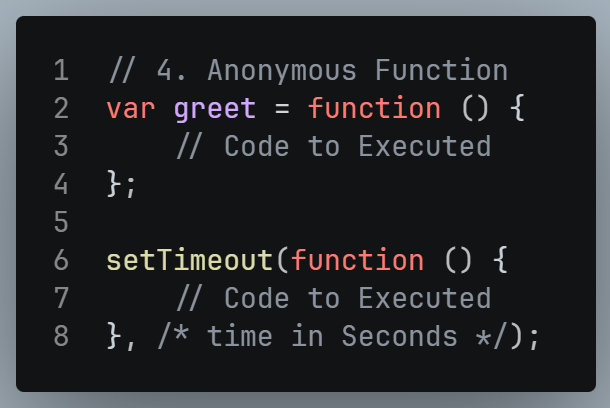 1 // 4. Anonymous Function
2 var greet = function () {
3     // Code to Executed
4 };
5
6 setTimeout(function () {
7     // Code to Executed
8 }, /* time in Seconds */);